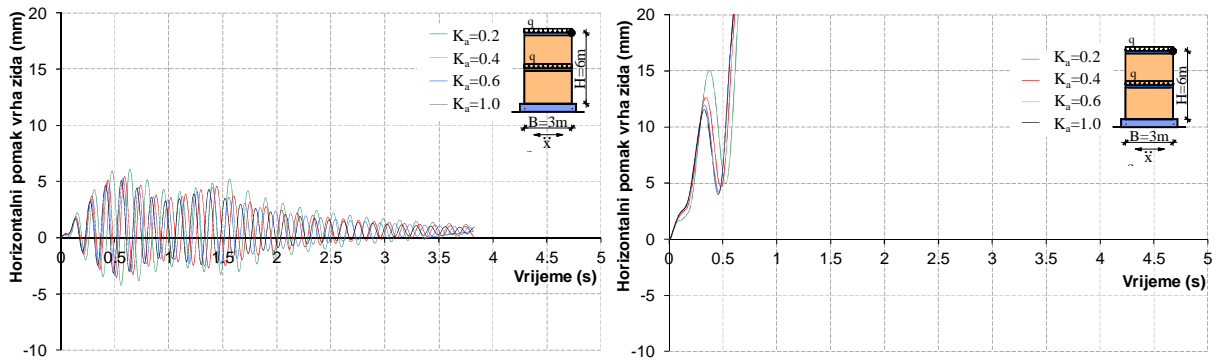 Horizontalni pomak vrha zida (mm)
20
15
10
5
0
-5
-10
0
0.5
1
1.5
2
2.5
3
3.5
4
4.5
5
Vrijeme (s)
Ka=0.2
Ka=0.4
Ka=0.6
Ka=1.0
q
q
H=6m
B=3m
ẍ
Horizontalni pomak vrha zida (mm)
20
15
10
5
0
-5
-10
0
0.5
1
1.5
2
2.5
3
3.5
4
4.5
5
Vrijeme (s)
Ka=0.2
Ka=0.4
Ka=0.6
Ka=1.0
q
q
H=6m
B=3m
ẍ